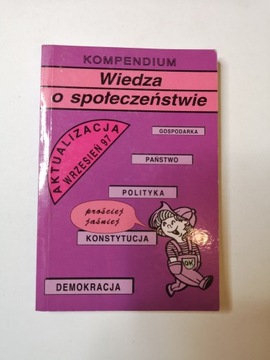 KOMPENDIUM
Wiedza
o społeczeństwie
AKTUALIZACJA
WRZESIEŃ 97
GOSPODARKA
PAŃSTWO
POLITYKA
prościej
jaśniej
KONSTYTUCJA
DEMOKRACJA